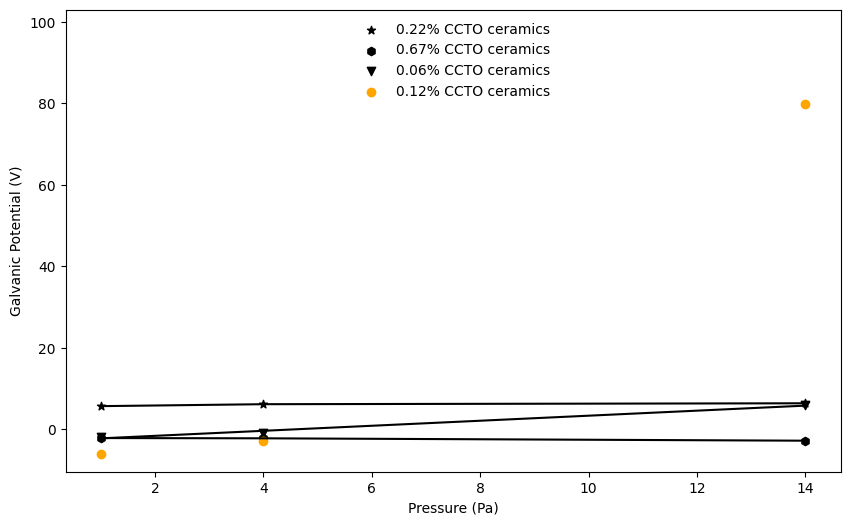 100
80
60
40
20
0
Galvanic Potential (V)
0.22% CCTO ceramics
0.67% CCTO ceramics
0.06% CCTO ceramics
0.12% CCTO ceramics
2 4 6 8 10 12 14
Pressure (Pa)